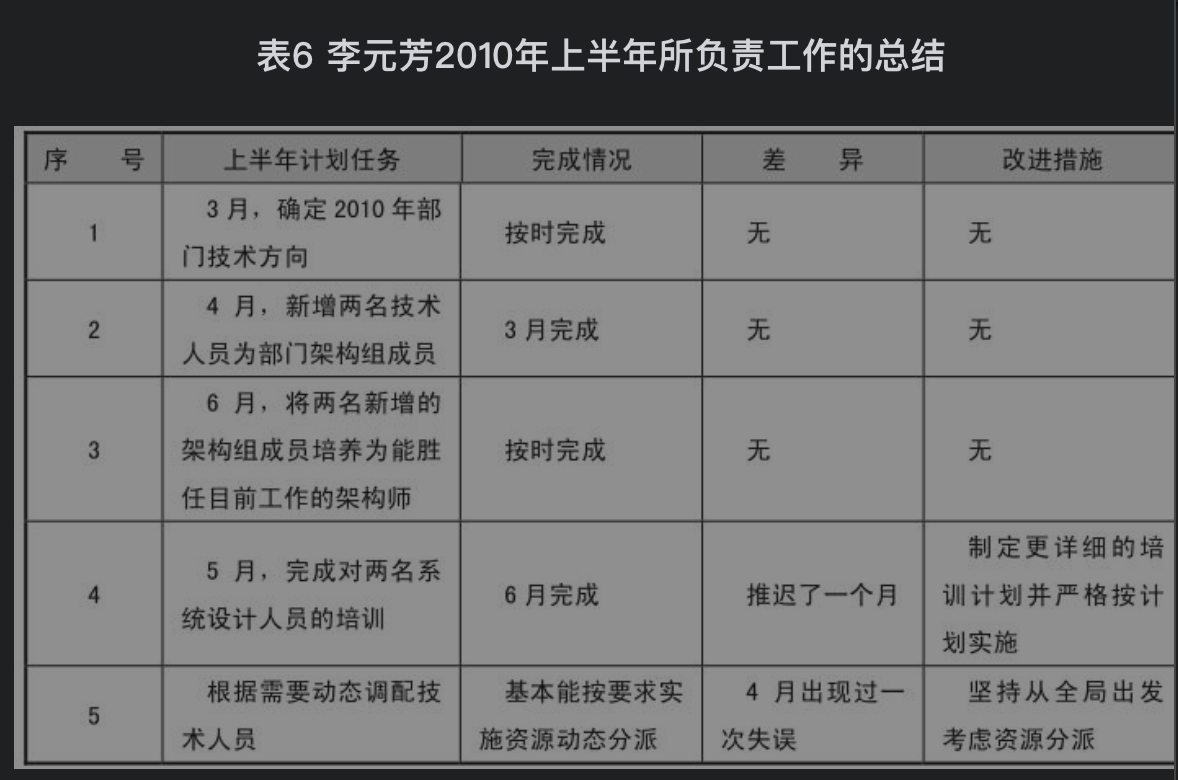 表6 李元芳2010年上半年所负责工作的总结
序 号 上半年计划任务 完成情况 差 异 改进措施
1 3月，确定2010年部 按时完成 无 无
门技术方向
2 4 月，新增两名技术 3月完成 无 无
人员为部门架构组成员
3 6 月，将两名新增的 按时完成 无 无
架构组成员培养为能胜
任目前工作的架构师
4 5 月，完成对两名系 6月完成 推迟了一个月 制定更详细的培
统设计人员的培训 训计划并严格按计
划实施
5 根据需要动态调配技 基本能按要求实 4 月出现过一 坚持从全局出发
术人员 施资源动态分派 次失误 考虑资源分派